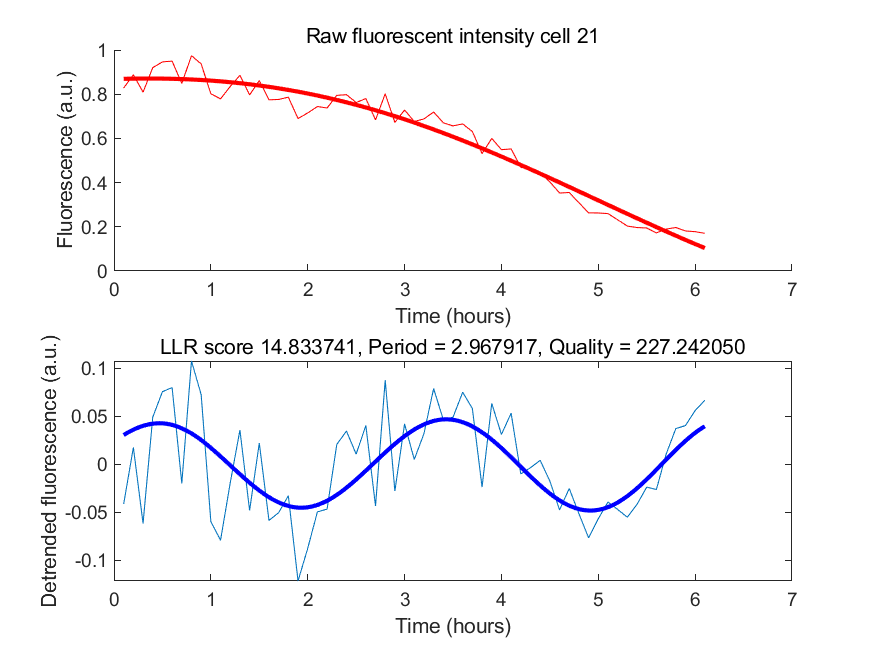 Raw fluorescent intensity cell 21
Fluorescence (a.u.)
1
0.8
0.6
0.4
0.2
0
0 1 2 3 4 5 6 7
Time (hours)
LLR score 14.833741, Period = 2.967917, Quality = 227.242050
Detrended fluorescence (a.u.)
0.1
0.05
0
-0.05
-0.1
0 1 2 3 4 5 6 7
Time (hours)